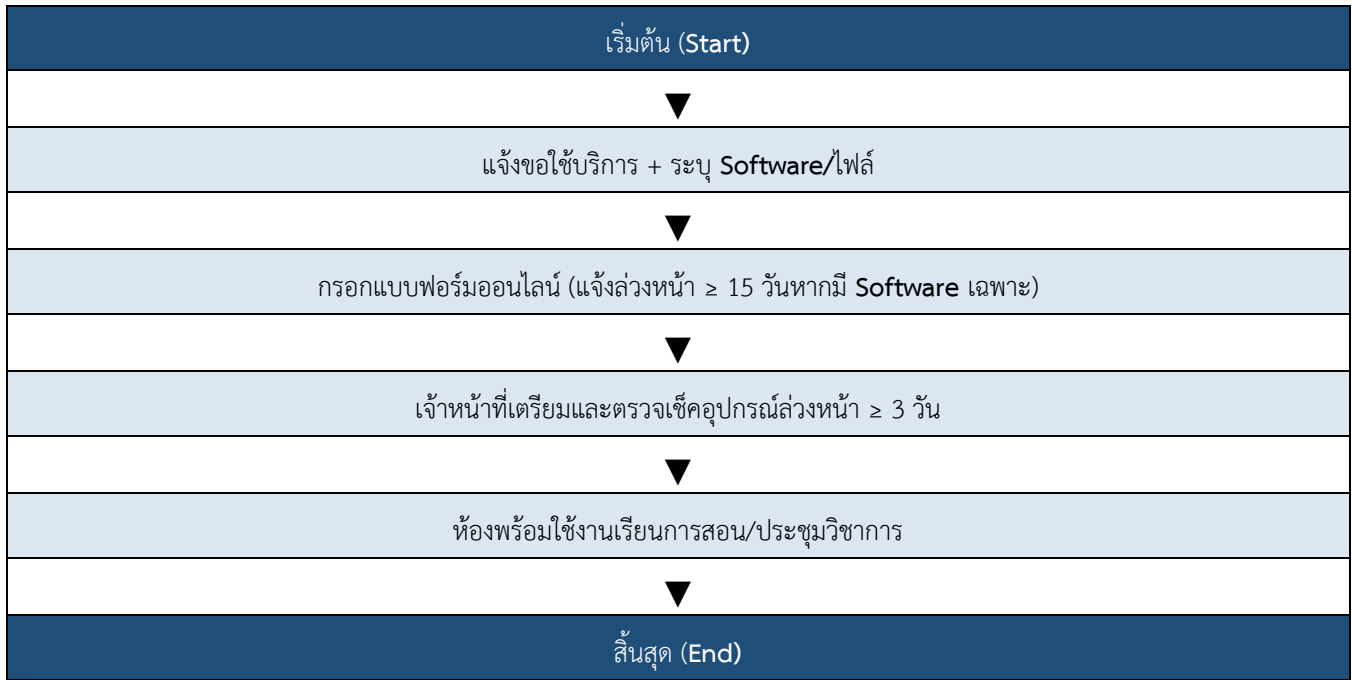 เริ่มต้น (Start)
▼
แจ้งขอใช้บริการ + ระบุ Software/ไฟล์
▼
กรอกแบบฟอร์มออนไลน์ (แจ้งล่วงหน้า ≥ 15 วันหากมี Software เฉพาะ)
▼
เจ้าหน้าที่เตรียมและตรวจเช็คอุปกรณ์ล่วงหน้า ≥ 3 วัน
▼
ห้องพร้อมใช้งานเรียนการสอน/ประชุมวิชาการ
▼
สิ้นสุด (End)